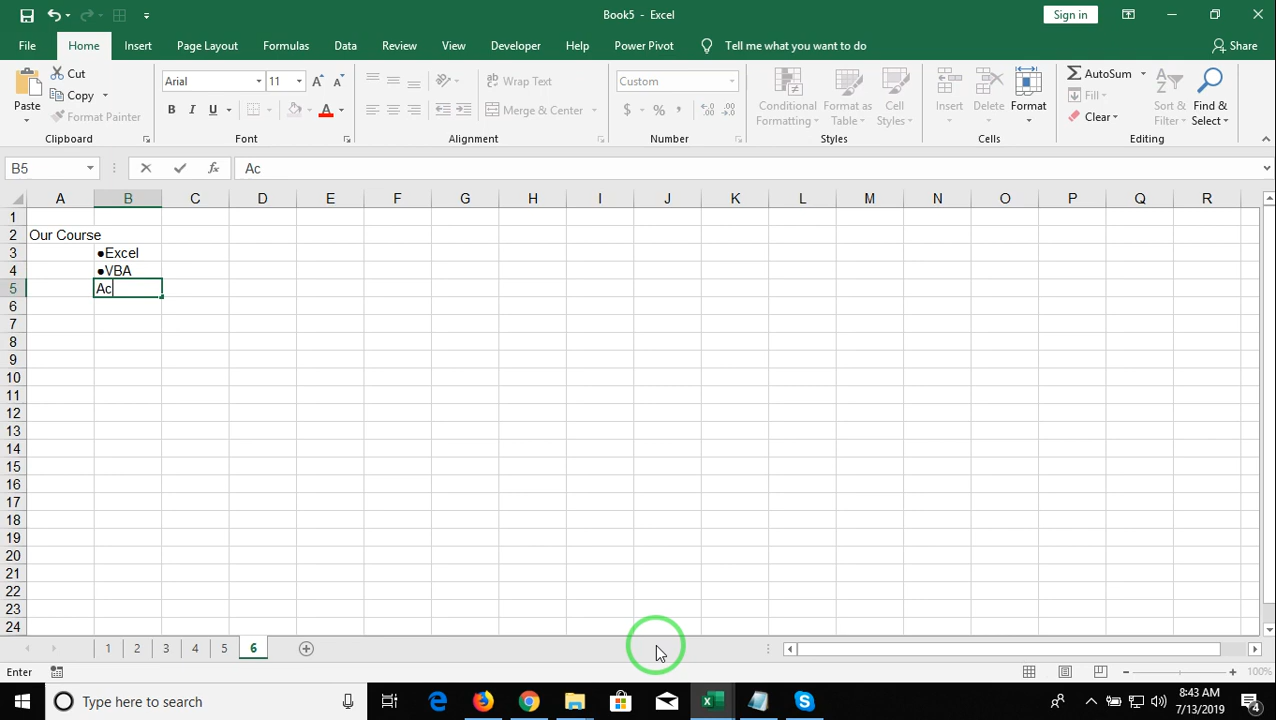 Book5 - Excel
Sign in
File Home Insert Page Layout Formulas Data Review View Developer Help Power Pivot Tell me what you want to do Share
Paste
Cut
Copy
Format Painter
Clipboard
Arial 11
B I U
Font
Wrap Text
Merge & Center
Alignment
Custom
$ % ,
Number
Conditional Formatting
Format as Table
Cell Styles
Styles
Insert
Delete
Format
Cells
AutoSum
Fill
Clear
Sort & Filter
Find & Select
Editing
B5 fx Ac
A B C D E F G H I J K L M N O P Q R
1
2 Our Course
3 ●Excel
4 ●VBA
5 Ac
6
7
8
9
10
11
12
13
14
15
16
17
18
19
20
21
22
23
24
1 2 3 4 5 6
Enter 100%
Type here to search
8:43 AM
7/13/2019
4